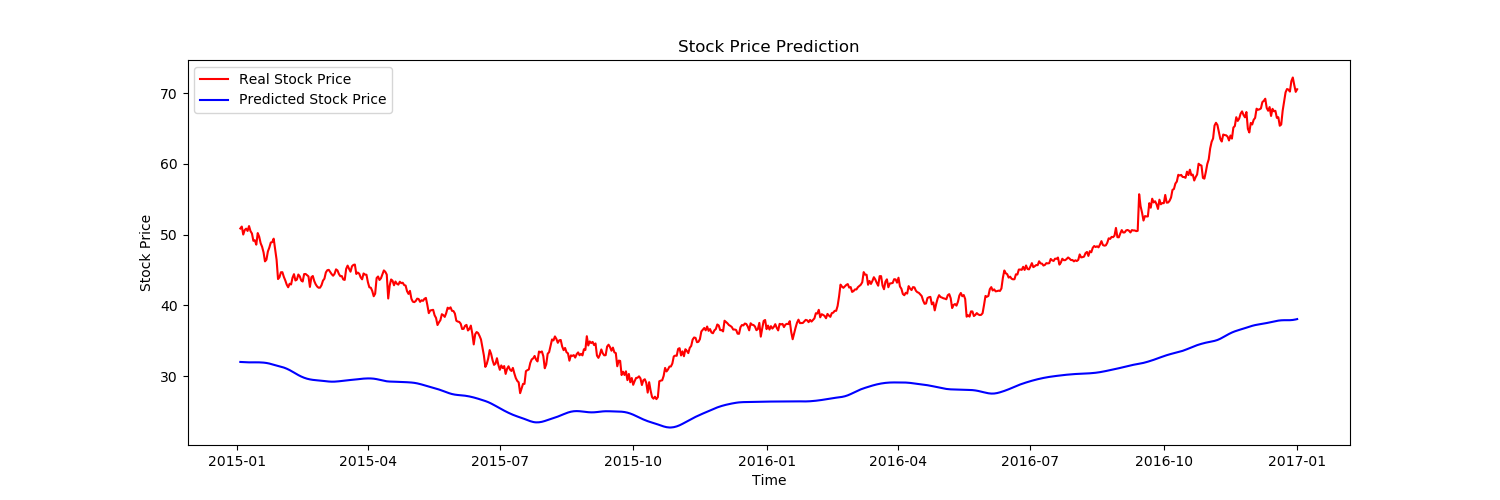 Stock Price Prediction
Real Stock Price
Predicted Stock Price
Stock Price
70
60
50
40
30
2015-01 2015-04 2015-07 2015-10 2016-01 2016-04 2016-07 2016-10 2017-01
Time